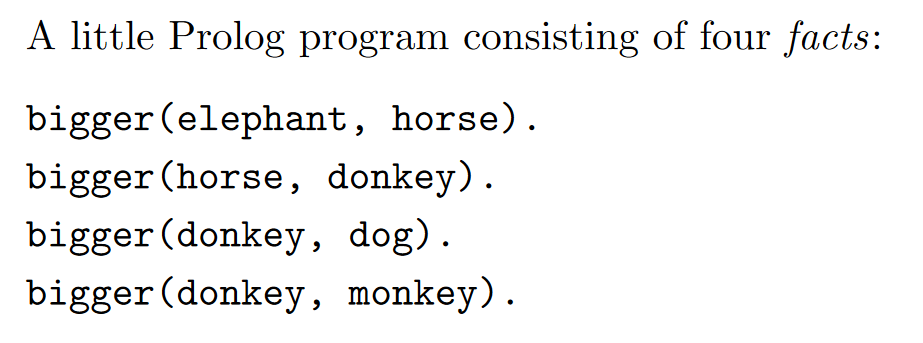 A little Prolog program consisting of four facts:
bigger(elephant, horse).
bigger(horse, donkey).
bigger(donkey, dog).
bigger(donkey, monkey).